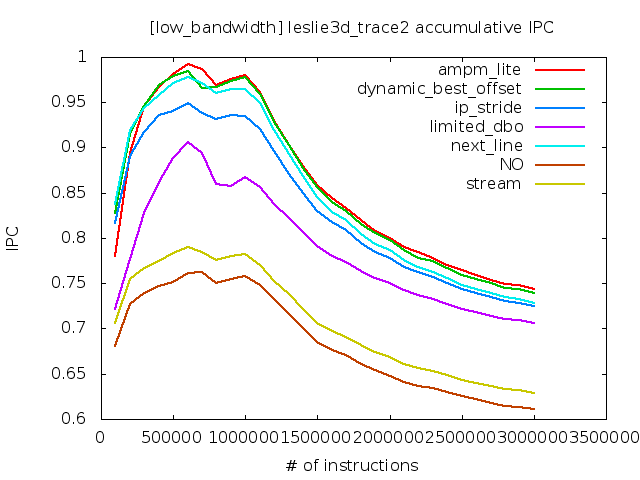 [low_bandwidth] leslie3d_trace2 accumulative IPC
1
0.95
0.9
0.85
0.8
0.75
0.7
0.65
0.6
IPC
ampm_lite
dynamic_best_offset
ip_stride
limited_dbo
next_line
NO
stream
0 500000 1000000 1500000 2000000 2500000 3000000 3500000
# of instructions